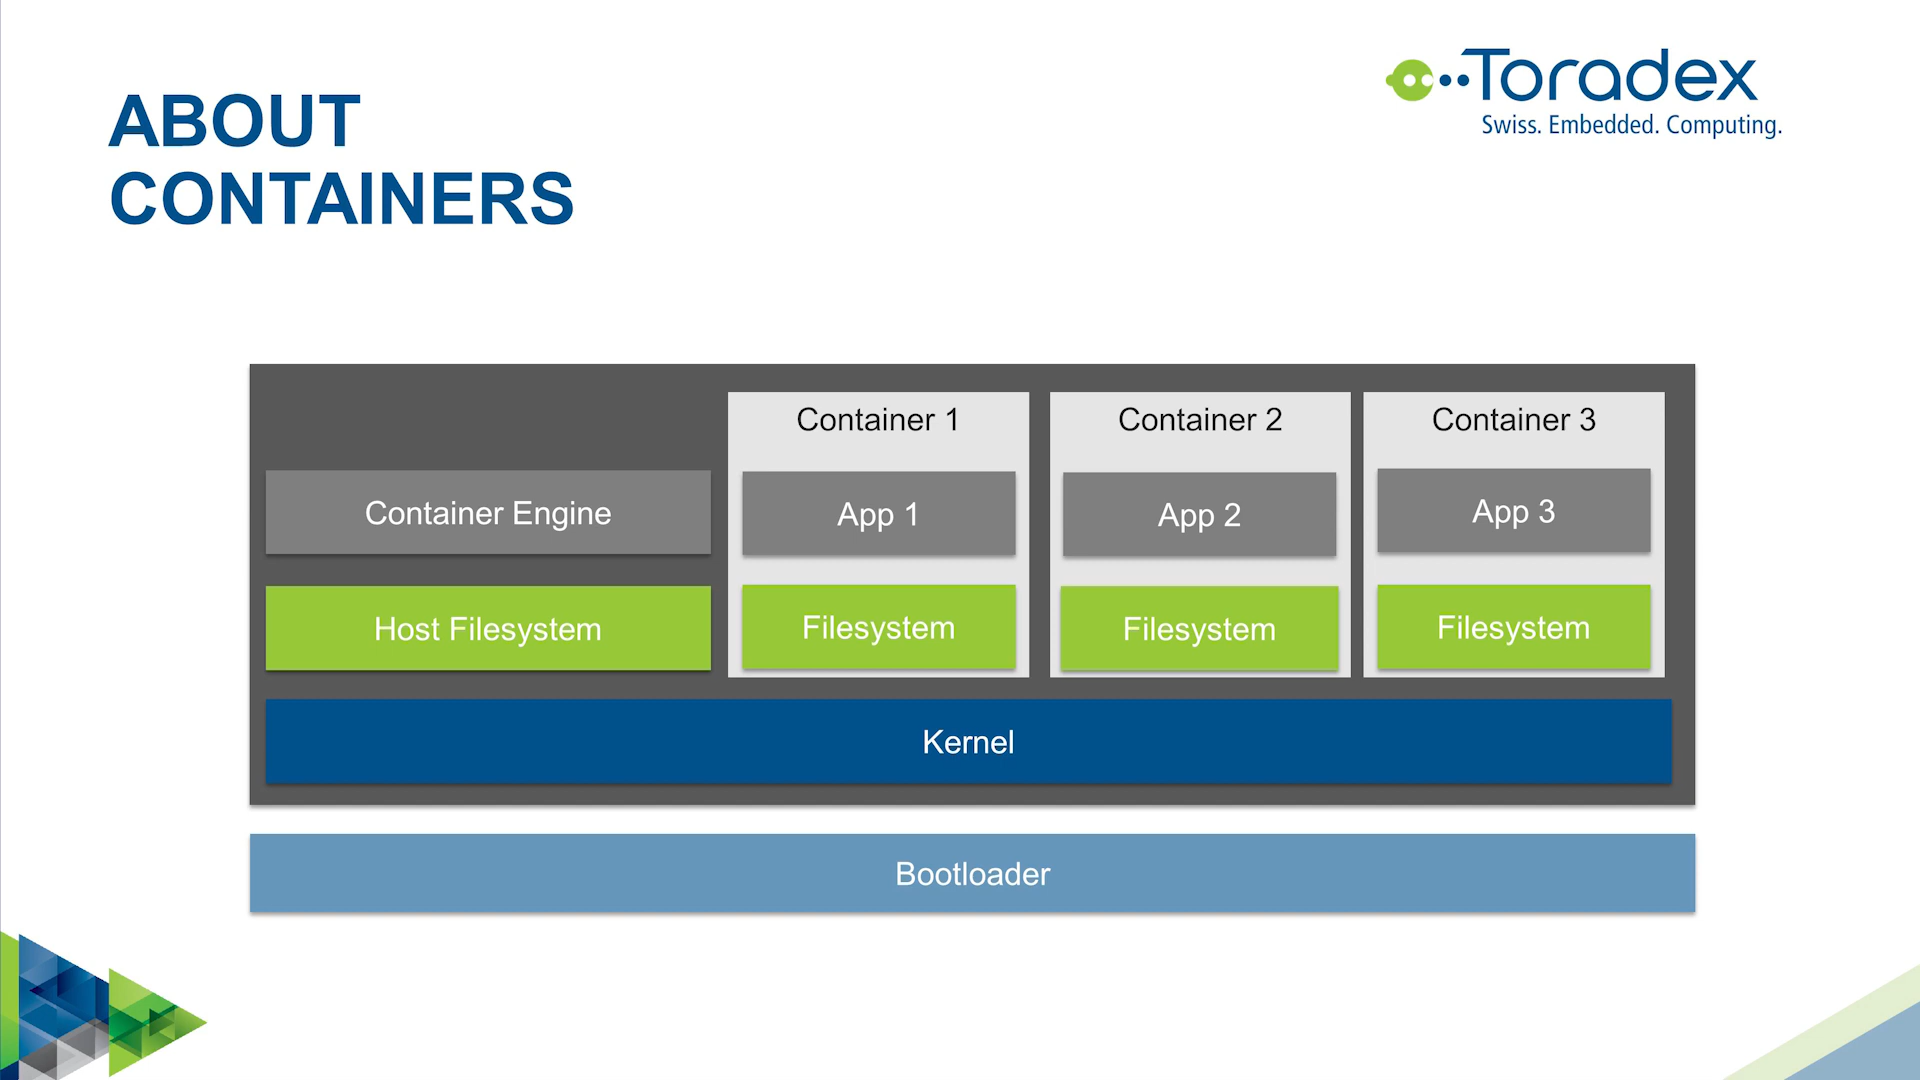 Toradex
Swiss. Embedded. Computing.
ABOUT
CONTAINERS
Container 1
Container 2
Container 3
Container Engine
App 1
App 2
App 3
Host Filesystem
Filesystem
Filesystem
Filesystem
Kernel
Bootloader